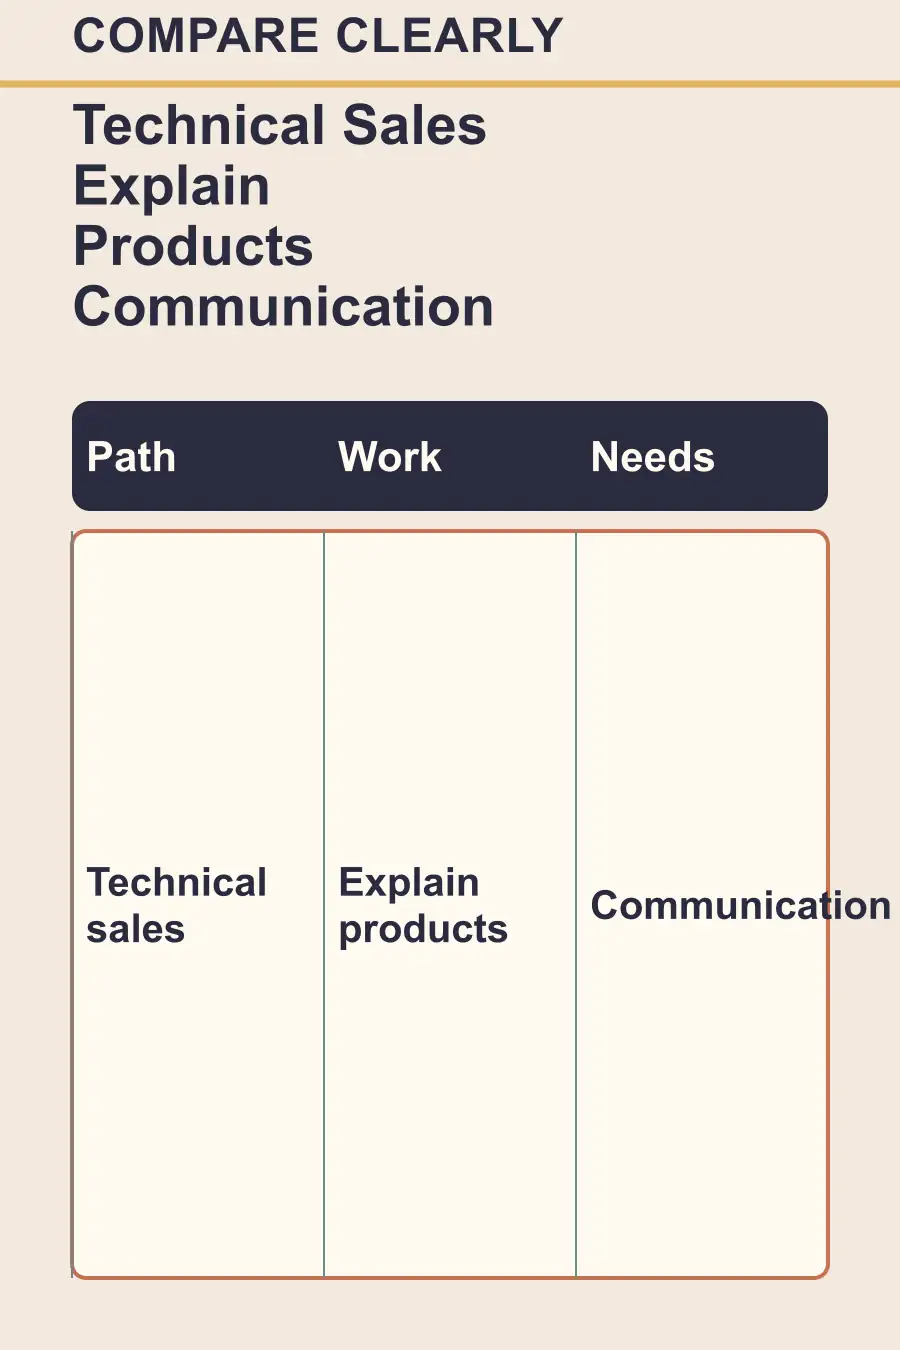 COMPARE CLEARLY
Technical Sales
Explain
Products
Communication
Path Work Needs
Technical
sales
Explain
products
Communication